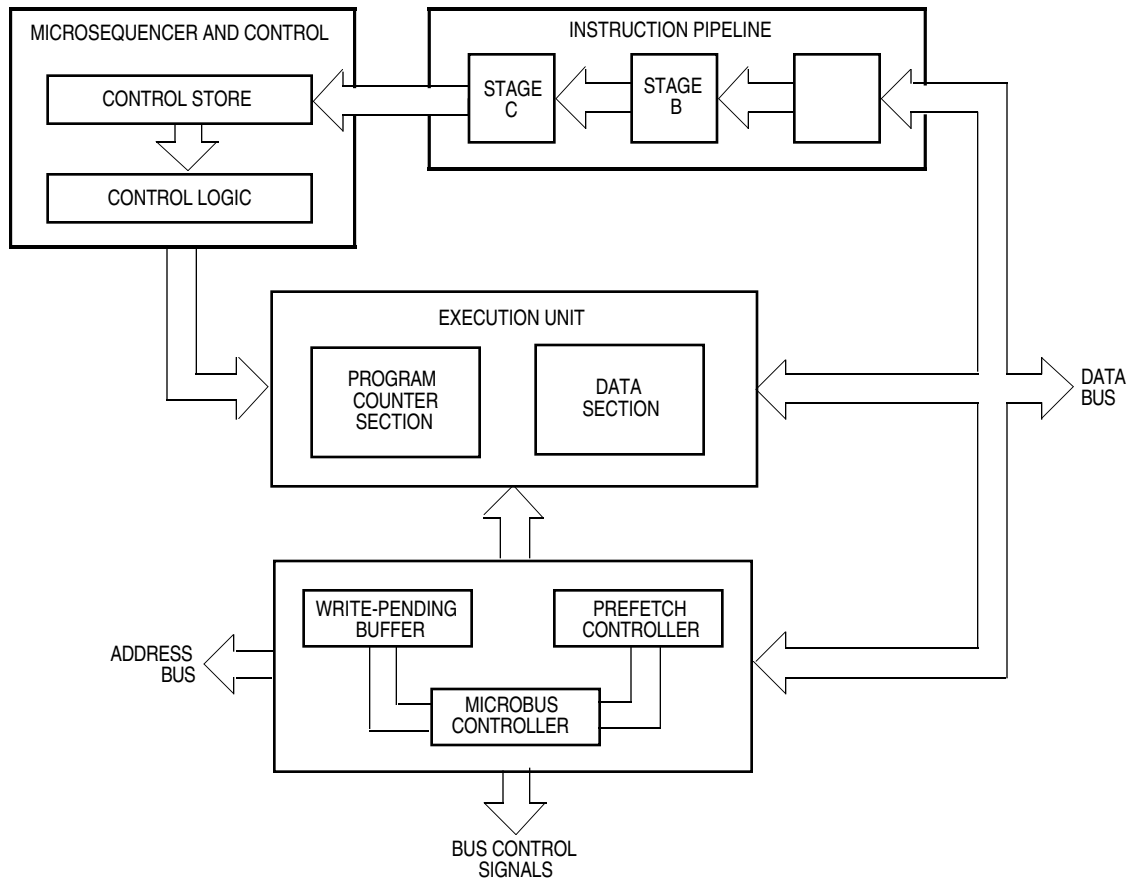 MICROSEQUENCER AND CONTROL
CONTROL STORE
CONTROL LOGIC
INSTRUCTION PIPELINE
STAGE
C
STAGE
B
EXECUTION UNIT
PROGRAM
COUNTER
SECTION
DATA
SECTION
DATA
BUS
WRITE-PENDING
BUFFER
PREFETCH
CONTROLLER
MICROBUS
CONTROLLER
ADDRESS
BUS
BUS CONTROL
SIGNALS